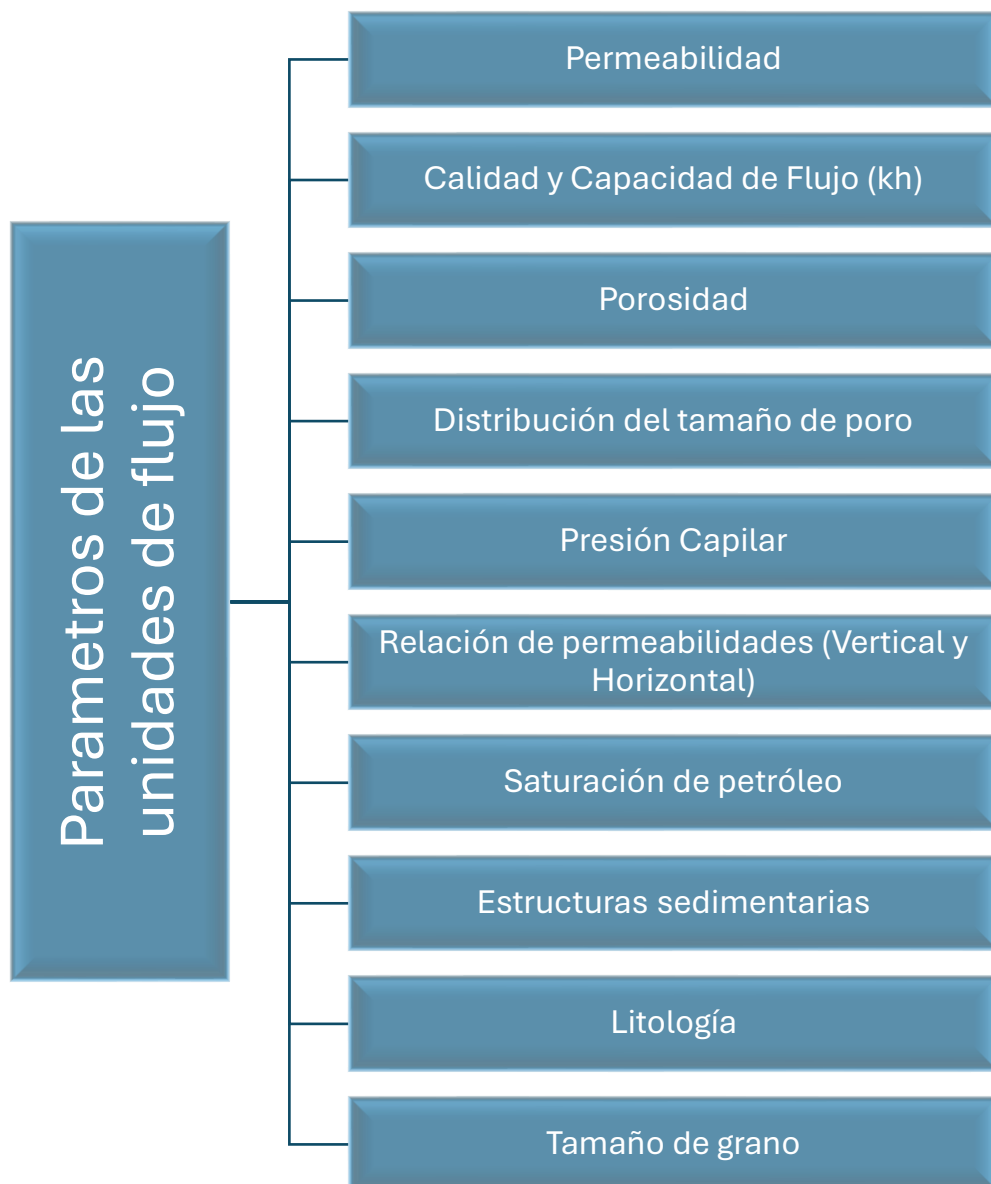 Parametros de las
unidades de flujo
Permeabilidad
Calidad y Capacidad de Flujo (kh)
Porosidad
Distribución del tamaño de poro
Presión Capilar
Relación de permeabilidades (Vertical y
Horizontal)
Saturación de petróleo
Estructuras sedimentarias
Litología
Tamaño de grano